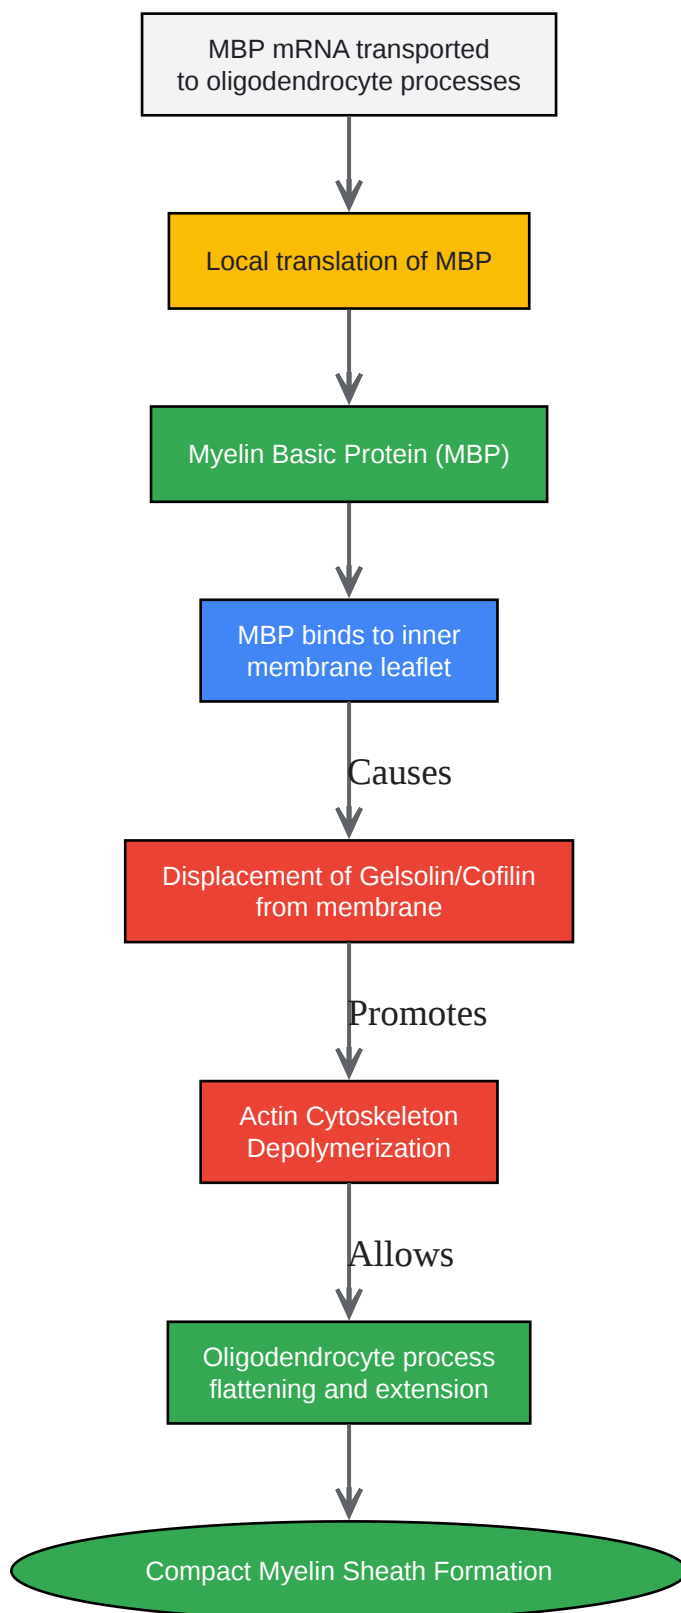 MBP mRNA transported
to oligodendrocyte processes
Local translation of MBP
Myelin Basic Protein (MBP)
MBP binds to inner
membrane leaflet
Causes
Displacement of Gelsolin/Cofilin
from membrane
Promotes
Actin Cytoskeleton
Depolymerization
Allows
Oligodendrocyte process
flattening and extension
Compact Myelin Sheath Formation